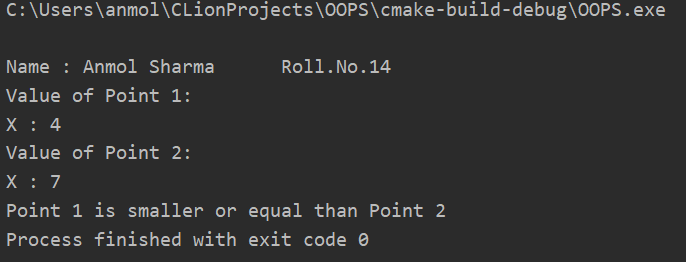 C:\Users\anmol\CLionProjects\OOPS\cmake-build-debug\OOPS.exe
Name : Anmol Sharma      Roll.No.14
Value of Point 1:
X : 4
Value of Point 2:
X : 7
Point 1 is smaller or equal than Point 2
Process finished with exit code 0